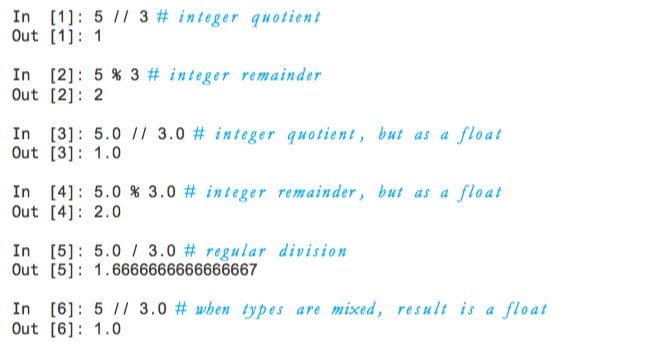 In [1]: 5 // 3 # integer quotient
Out [1]: 1
In [2]: 5 % 3 # integer remainder
Out [2]: 2
In [3]: 5.0 // 3.0 # integer quotient, but as a float
Out [3]: 1.0
In [4]: 5.0 % 3.0 # integer remainder, but as a float
Out [4]: 2.0
In [5]: 5.0 / 3.0 # regular division
Out [5]: 1.6666666666666667
In [6]: 5 // 3.0 # when types are mixed, result is a float
Out [6]: 1.0